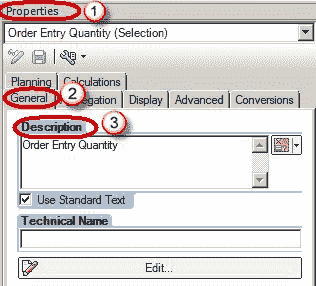 Properties 1
Order Entry Quantity (Selection)
Planning Calculations
General 2 Display Advanced Conversions
Description 3
Order Entry Quantity
Use Standard Text
Technical Name
Edit...